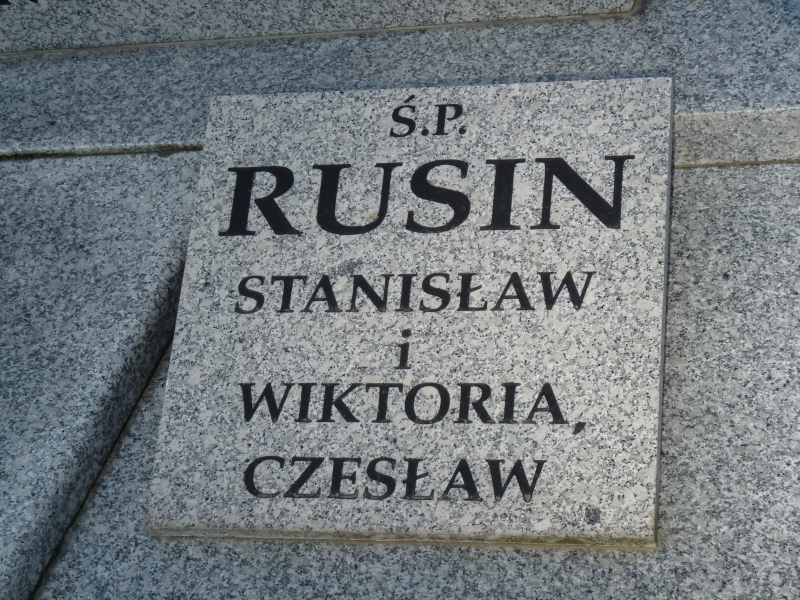 Ś.P.
RUSIN
STANISŁAW
i
WIKTORIA,
CZESŁAW